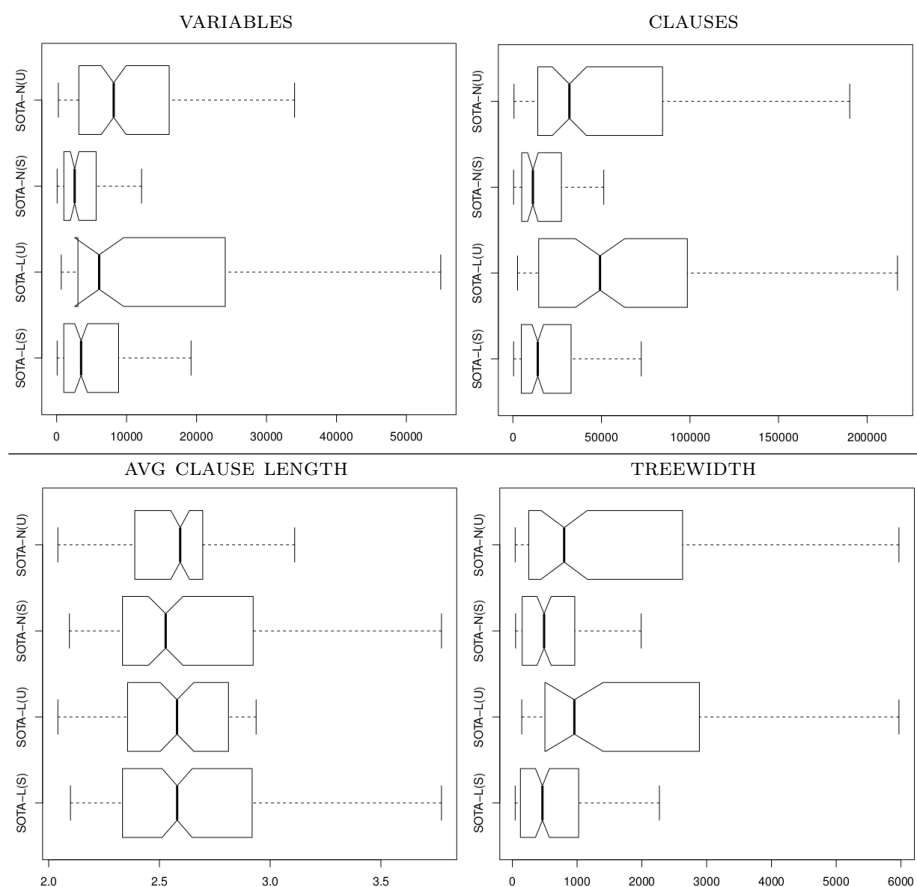 VARIABLES
SOTA−N(U)
SOTA−N(S)
SOTA−L(U)
SOTA−L(S)
0 10000 20000 30000 40000 50000
CLAUSES
SOTA−N(U)
SOTA−N(S)
SOTA−L(U)
SOTA−L(S)
0 50000 100000 150000 200000
AVG CLAUSE LENGTH
SOTA−N(U)
SOTA−N(S)
SOTA−L(U)
SOTA−L(S)
2.0 2.5 3.0 3.5
TREEWIDTH
SOTA−N(U)
SOTA−N(S)
SOTA−L(U)
SOTA−L(S)
0 1000 2000 3000 4000 5000 6000